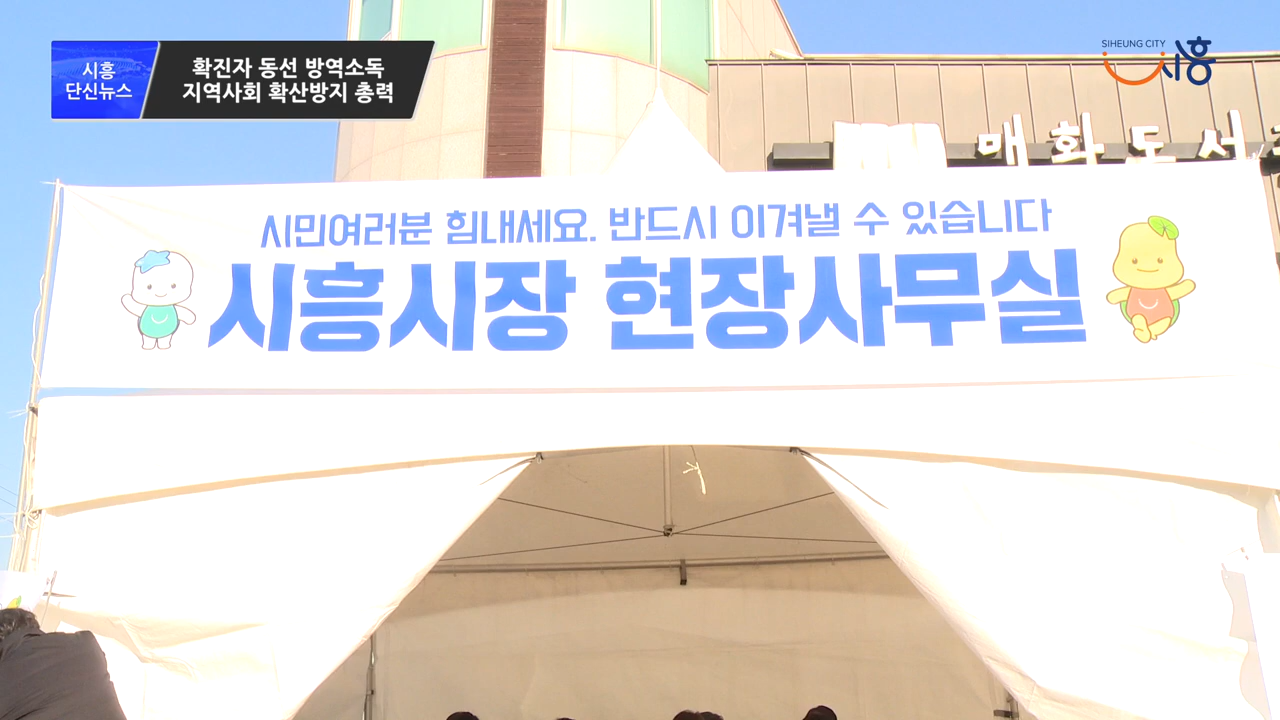 시흥
단신뉴스
확진자 동선 방역소독
지역사회 확산방지 총력
SIHEUNG CITY
시흥
매화도서
시민여러분 힘내세요. 반드시 이겨낼 수 있습니다
시흥시장 현장사무실